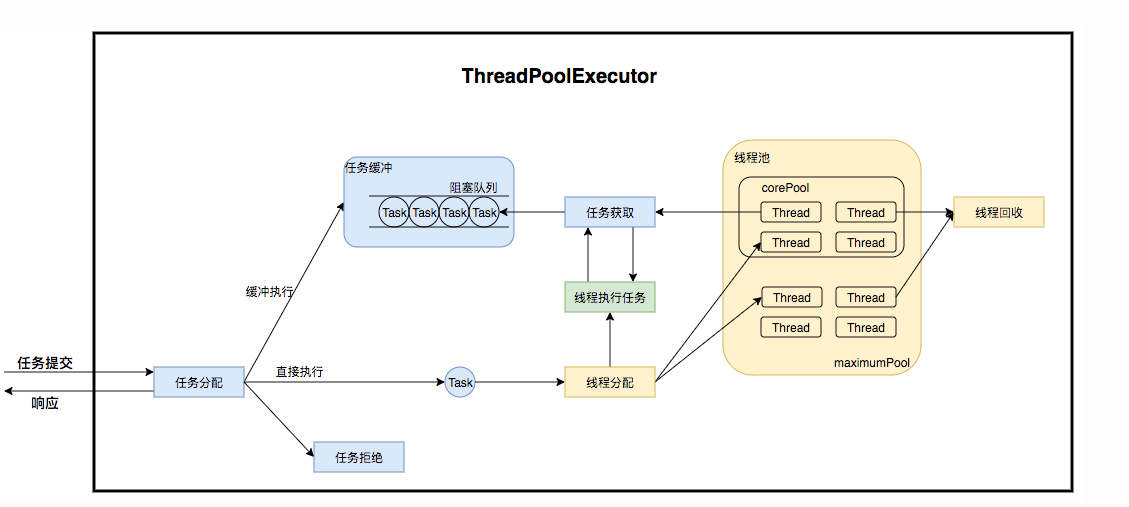 ThreadPoolExecutor
任务缓冲
阻塞队列
Task Task Task Task
任务获取
线程池
corePool
Thread Thread
Thread Thread
线程回收
Thread Thread
Thread Thread
maximumPool
缓冲执行
线程执行任务
任务提交
响应
任务分配
直接执行
Task
线程分配
任务拒绝